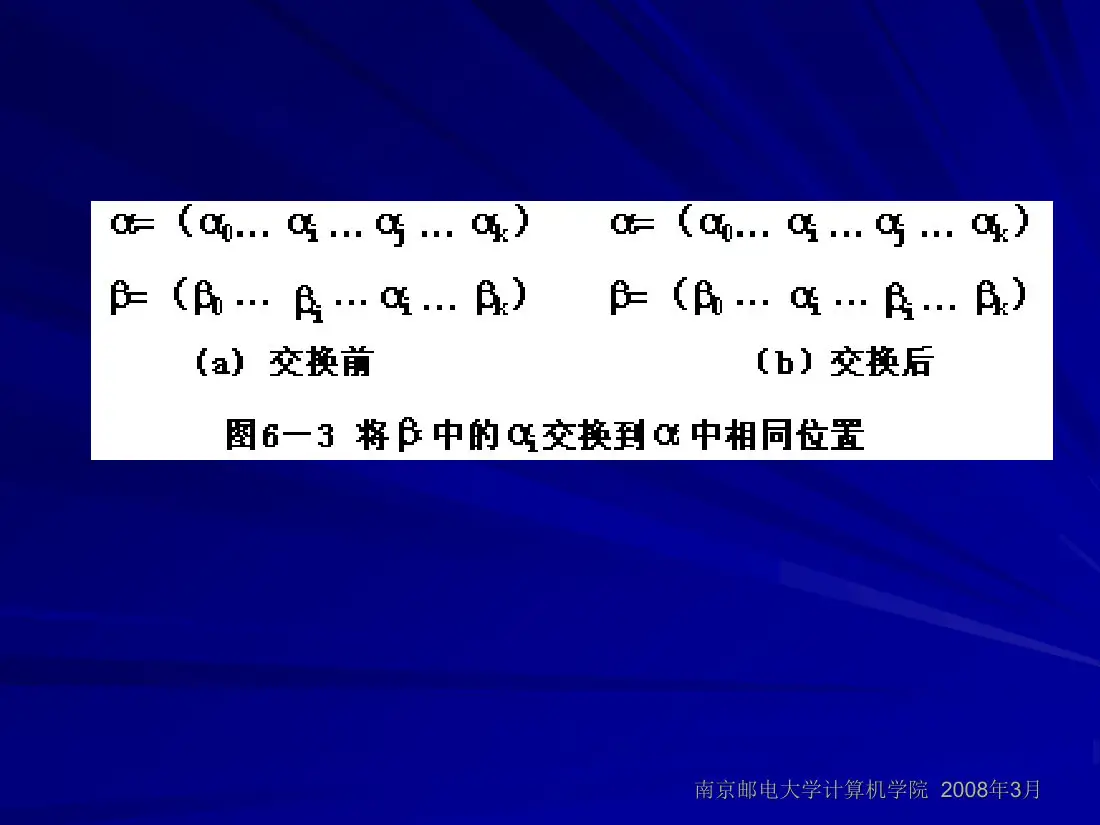 α=（α0… αi … αj … αk） α=（α0… αi … αj … αk）
β=（β0 … βi … αi … βk） β=（β0 … αi … βi … βk）
(a) 交换前 （b）交换后
图6－3 将β中的αi交换到α中相同位置
南京邮电大学计算机学院 2008年3月